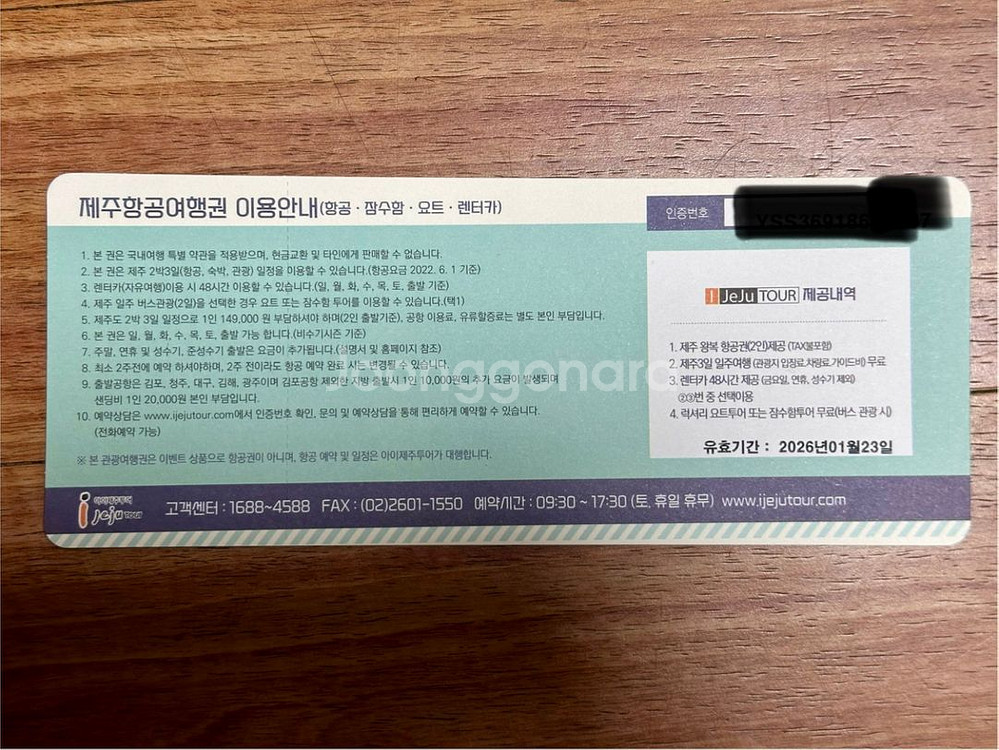 제주항공여행권 이용안내(항공 · 잠수함 · 요트 · 렌터카)
1. 본 권은 국내여행 특별 약관을 적용받으며, 현금교환 및 타인에게 판매할 수 없습니다.
2. 본 권은 제주 2박3일(항공, 숙박, 관광) 일정을 이용할 수 있습니다.(항공요금 2022. 6. 1 기준)
3. 렌터카(자유여행)이용 시 48시간 이용할 수 있습니다.(일, 월, 화, 수, 목, 토, 출발 기준)
4. 제주 일주 버스관광(2일)을 선택한 경우 요트 또는 잠수함 투어를 이용할 수 있습니다.(택1)
5. 제주도 2박 3일 일정으로 1인 149,000 원 부담하셔야 하며(2인 출발기준), 공항 이용료, 유류할증료는 별도 본인 부담입니다.
6. 본 권은 일, 월, 화, 수, 목, 토, 출발 가능 합니다.(비수기시즌 기준)
7. 주말, 연휴 및 성수기, 준성수기 출발은 요금이 추가됩니다.(설명서 및 홈페이지 참조)
8. 최소 2주전에 예약 하셔야하며, 2주 전이라도 항공 예약 완료 시는 변경될 수 있습니다.
9. 출발공항은 김포, 청주, 대구, 김해, 광주이며 김포공항 제외한 지방 출발시 1인 10,000원의 추가 요금이 발생되며
샌딩비 1인 20,000원 본인 부담입니다.
10. 예약상담은 www.ijejutour.com에서 인증번호 확인, 문의 및 예약상담을 통해 편리하게 예약할 수 있습니다.
(전화예약 가능)
※ 본 관광여행권은 이벤트 상품으로 항공권이 아니며, 항공 예약 및 일정은 아이제주투어가 대행합니다.
인증번호
I JeJu TOUR 제공내역
1. 제주 왕복 항공권(2인)제공 (TAX불포함)
2. 제주3일 일주여행 (관광지 입장료,차량료,가이드비) 무료
3. 렌터카 48시간 제공 (금요일, 연휴, 성수기 제외)
②③번 중 선택이용
4. 럭셔리 요트투어 또는 잠수함투어 무료(버스 관광 시)
유효기간 : 2026년01월23일
Joonggonara
아이제주투어
i jeju TOUR
고객센터 : 1688-4588 FAX : (02)2601-1550 예약시간 : 09:30 ~ 17:30 (토, 휴일 휴무) www.ijejutour.com